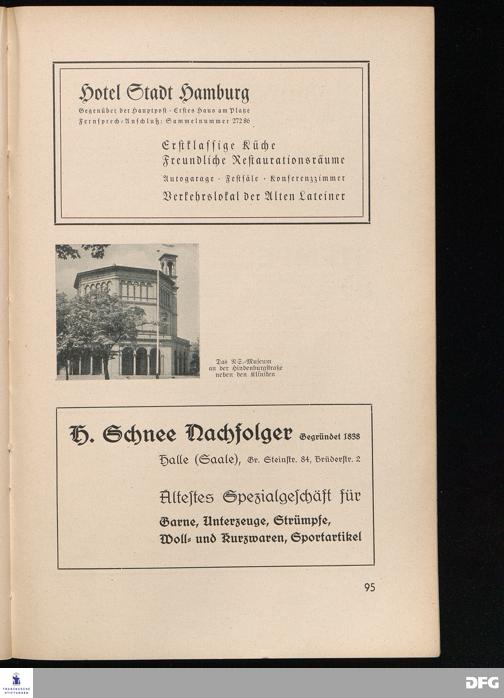 Hotel Stadt Hamburg
Gegenüber der Hauptpost · Erstes Haus am Platze
Fernsprech-Anschluß: Sammelnummer 27286
Erstklassige Küche
Freundliche Restaurationsräume
Autogarage · Festsäle · Konferenzzimmer
Verkehrslokal der Alten Lateiner
Das NS.-Museum
an der Hindenburgstraße
neben den Kliniken
H. Schnee Nachfolger Gegründet 1838
Halle (Saale), Gr. Steinstr. 84, Brüderstr. 2
Ältestes Spezialgeschäft für
Garne, Unterzeuge, Strümpfe,
Woll- und Kurzwaren, Sportartikel
95
FRANCKESCHE
STIFTUNGEN
DFG